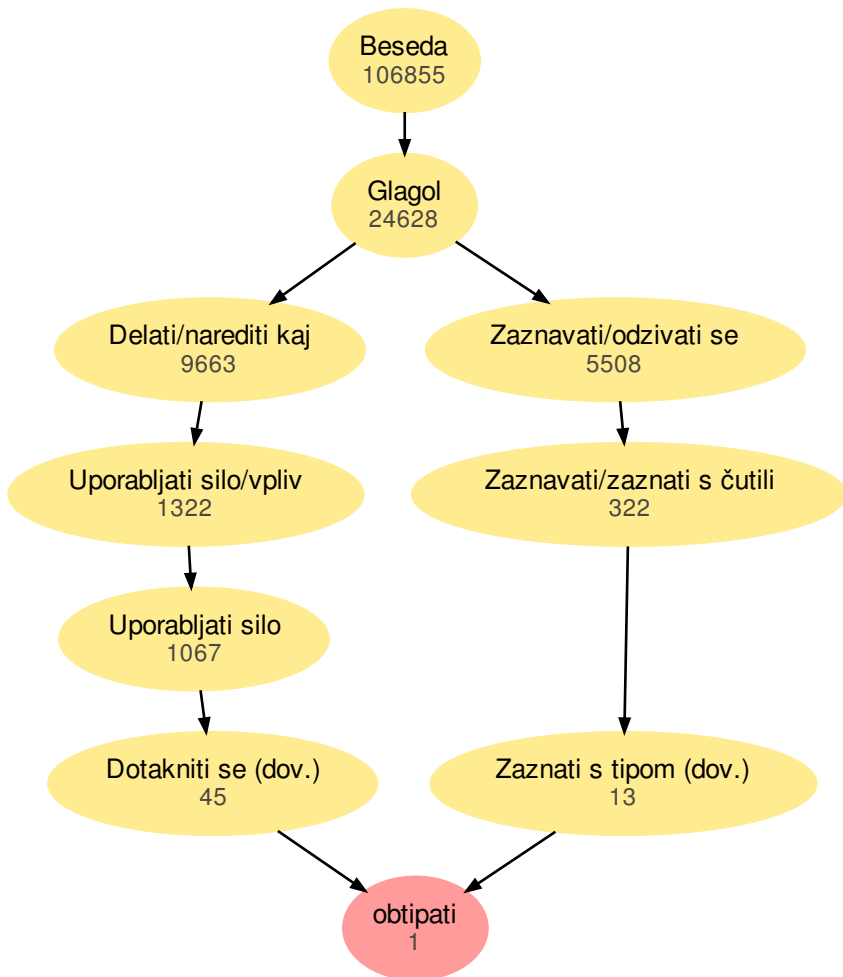 Beseda
106855
Glagol
24628
Delati/narediti kaj
9663
Zaznavati/odzivati se
5508
Uporabljati silo/vpliv
1322
Zaznavati/zaznati s čutili
322
Uporabljati silo
1067
Dotakniti se (dov.)
45
Zaznati s tipom (dov.)
13
obtipati
1